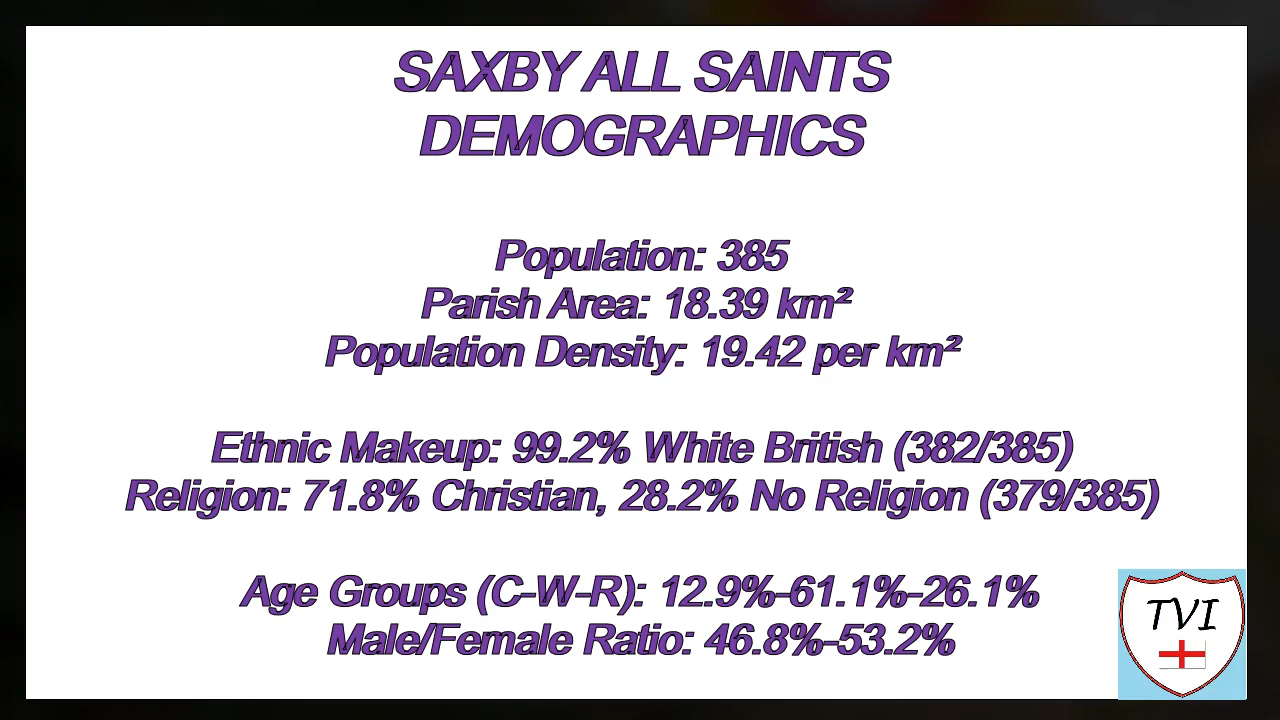 SAXBY ALL SAINTS
DEMOGRAPHICS
Population: 385
Parish Area: 18.39 km²
Population Density: 19.42 per km²
Ethnic Makeup: 99.2% White British (382/385)
Religion: 71.8% Christian, 28.2% No Religion (379/385)
Age Groups (C-W-R): 12.9%-61.1%-26.1%
Male/Female Ratio: 46.8%-53.2%
TVI